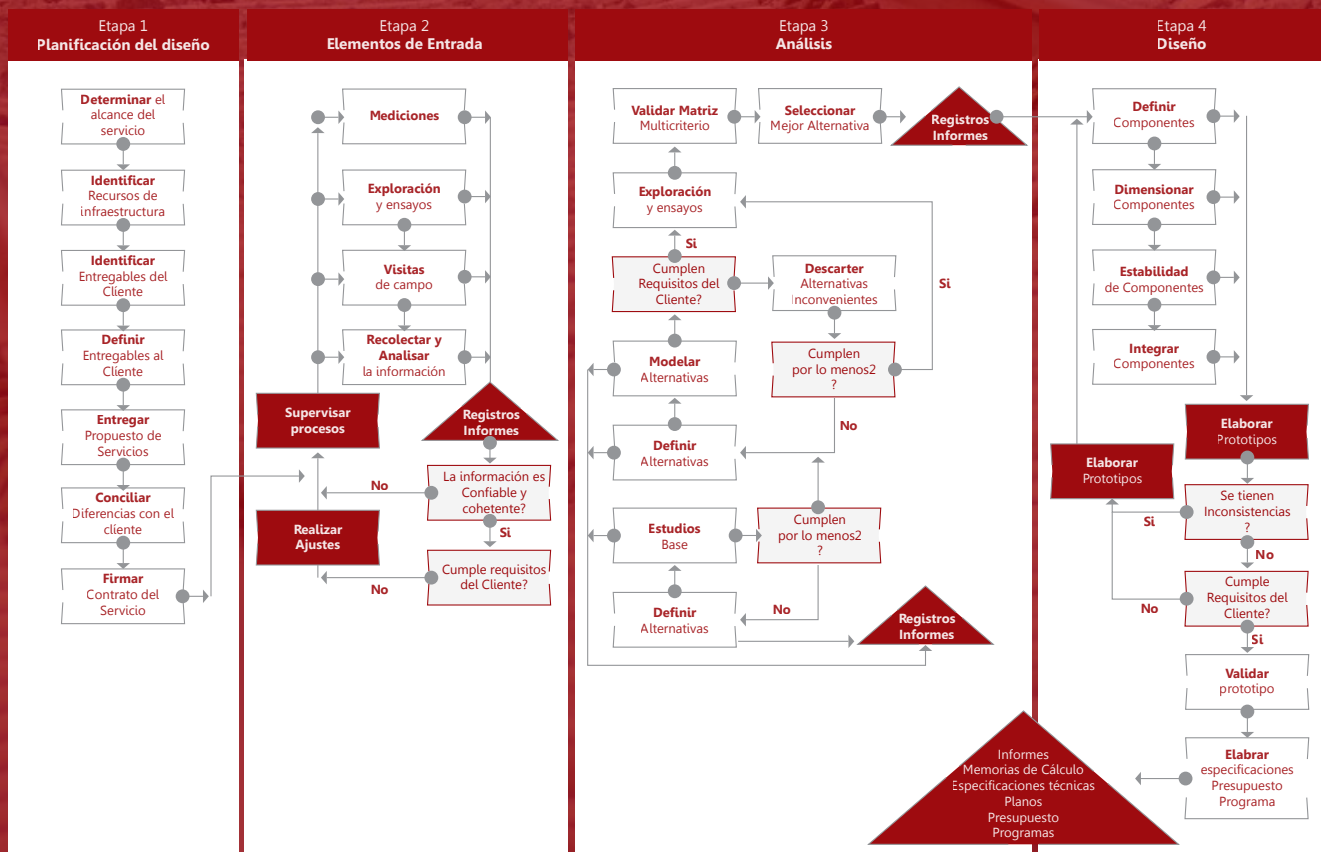 Etapa 1
Planificación del diseño
Determinar el
alcance del
servicio
Identificar
Recursos de
infraestructura
Identificar
Entregables del
Cliente
Definir
Entregables al
Cliente
Entregar
Propuesto de
Servicios
Conciliar
Diferencias con el
cliente
Firmar
Contrato del
Servicio
Etapa 2
Elementos de Entrada
Mediciones
Exploración
y ensayos
Visitas
de campo
Recolectar y
Analisar
la información
Supervisar
procesos
Registros
Informes
La información es
Confiable y
cohetente?
No
Si
Realizar
Ajustes
Cumple requisitos
del Cliente?
No
Etapa 3
Análisis
Validar Matriz
Multicriterio
Seleccionar
Mejor Alternativa
Registros
Informes
Exploración
y ensayos
Si
Cumplen
Requisitos del
Cliente?
Descarter
Alternativas
Inconvenientes
Si
Modelar
Alternativas
Cumplen
por lo menos2
?
No
Definir
Alternativas
Estudios
Base
Cumplen
por lo menos2
?
No
Definir
Alternativas
Registros
Informes
Etapa 4
Diseño
Definir
Componentes
Dimensionar
Componentes
Estabilidad
de Componentes
Integrar
Componentes
Elaborar
Prototipos
Elaborar
Prototipos
Se tienen
Inconsistencias
?
Si
No
Cumple
Requisitos del
Cliente?
No
Si
Validar
prototipo
Elabrar
especificaciones
Presupuesto
Programa
Informes
Memorias de Cálculo
Especificaciones técnicas
Planos
Presupuesto
Programas